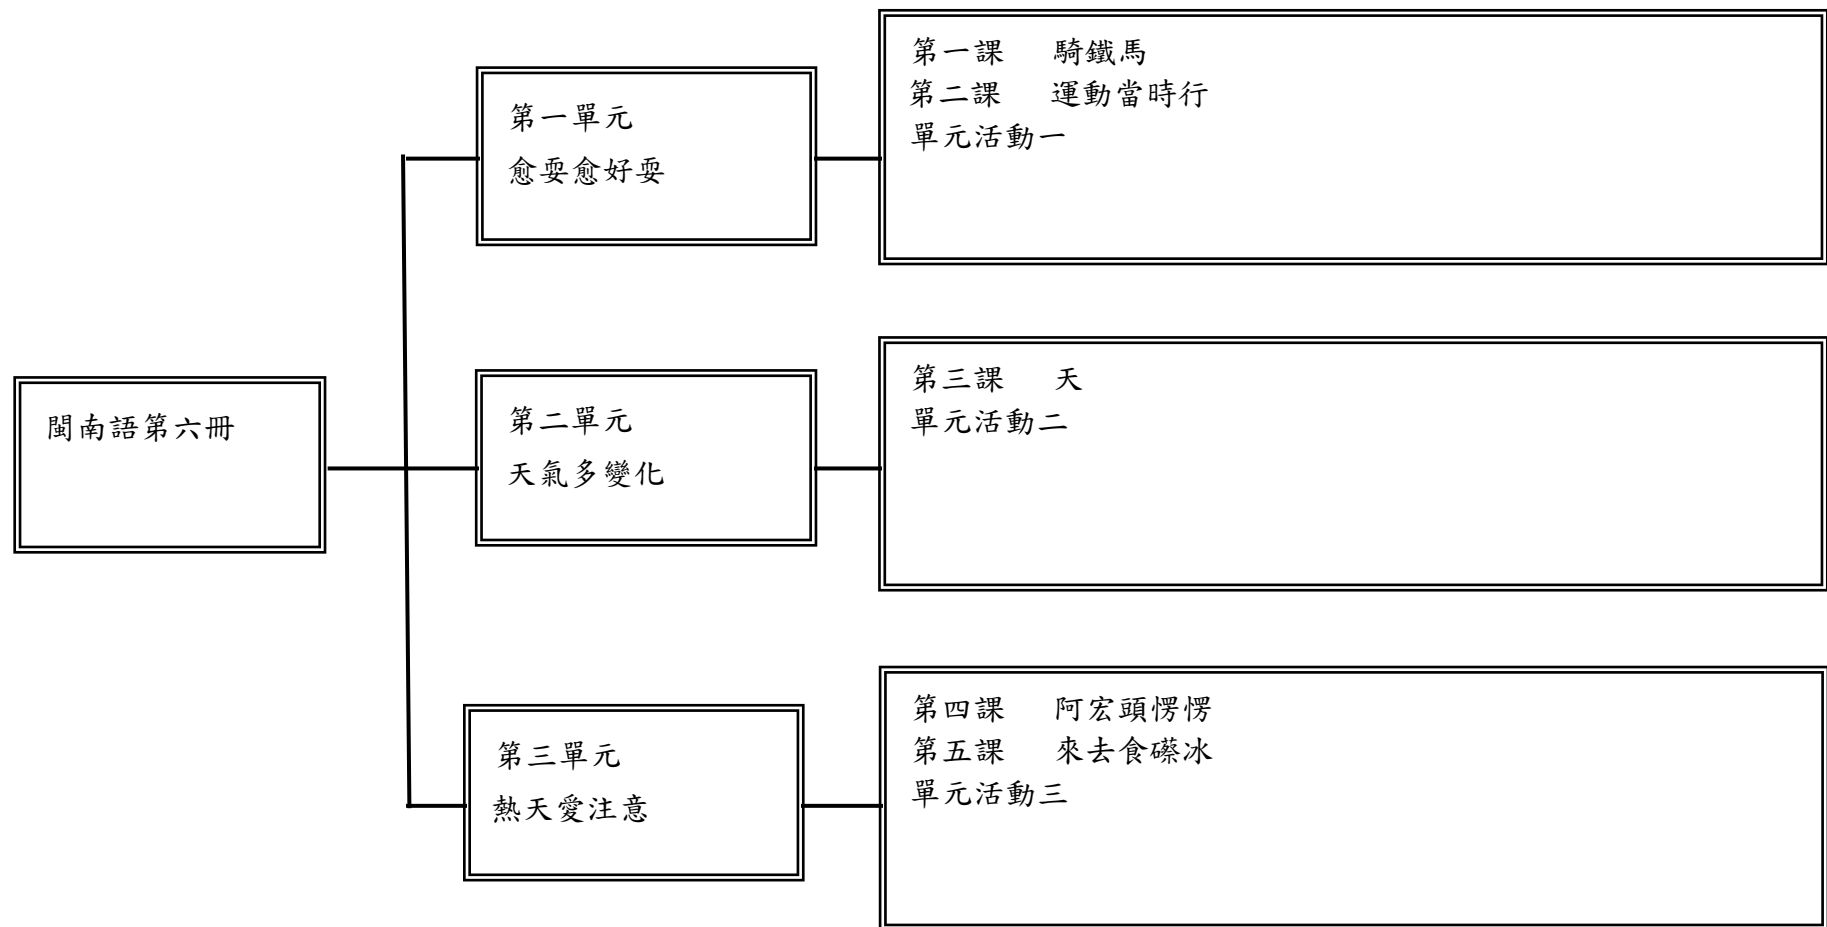 閩南語第六冊
第一單元
愈耍愈好耍
第一課 騎鐵馬
第二課 運動當時行
單元活動一
第二單元
天氣多變化
第三課 天
單元活動二
第三單元
熱天愛注意
第四課 阿宏頭愣愣
第五課 來去食礤冰
單元活動三